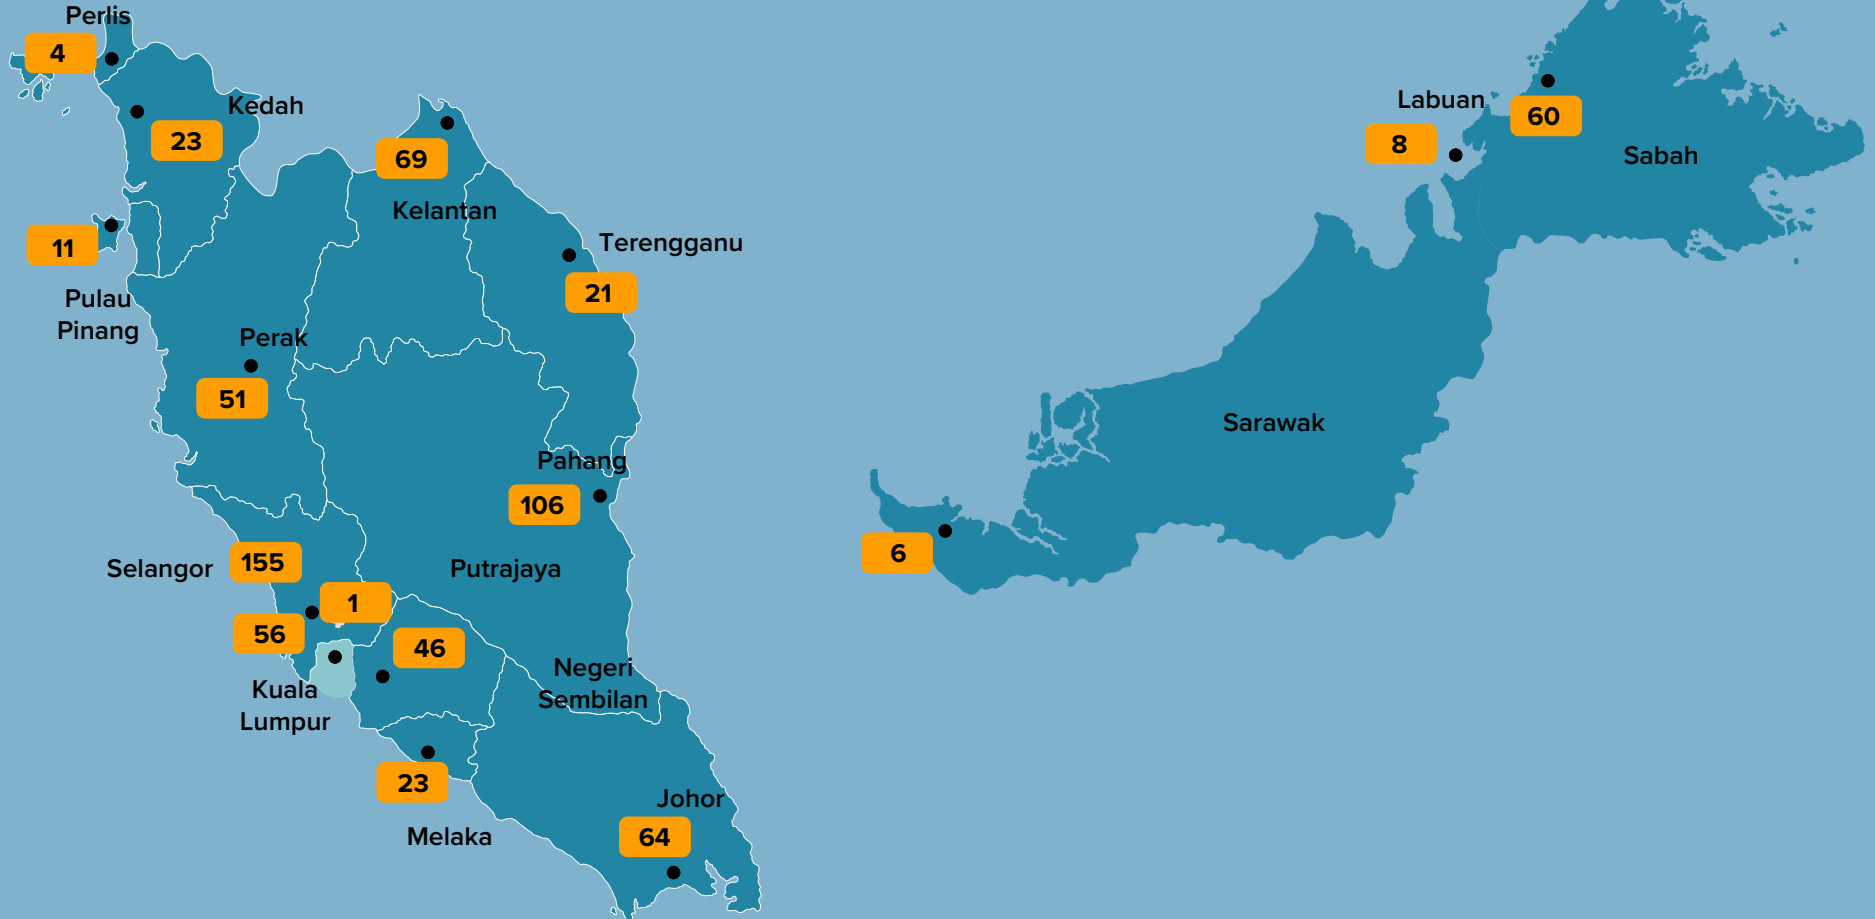 Perlis
4
Kedah
23
69
Kelantan
11
Pulau
Pinang
Terengganu
21
Perak
51
Pahang
106
Selangor
155
Putrajaya
1
56
46
Kuala
Lumpur
Negeri
Sembilan
23
Melaka
Johor
64
Labuan
8
60
Sabah
Sarawak
6